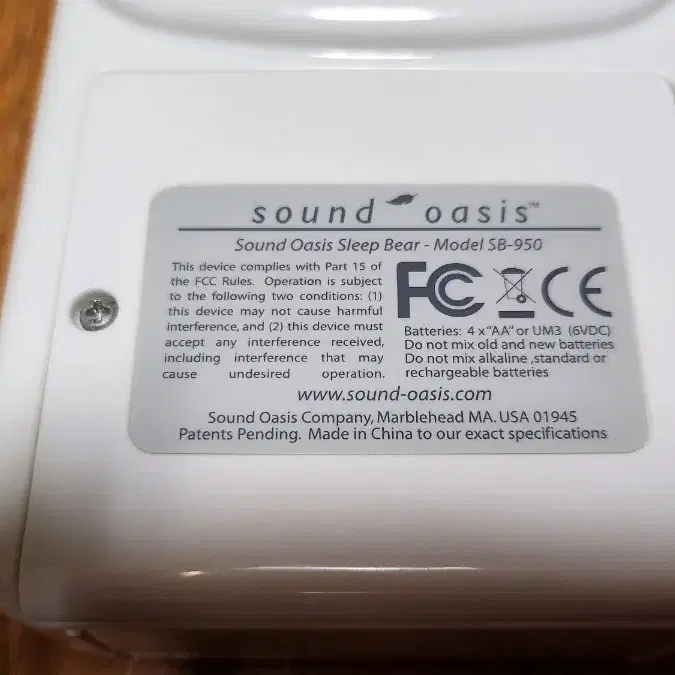 sound oasis™
Sound Oasis Sleep Bear - Model SB-950
This device complies with Part 15 of
the FCC Rules. Operation is subject
to the following two conditions: (1)
this device may not cause harmful
interference, and (2) this device must
accept any interference received,
including interference that may
cause undesired operation.
FC CE
Batteries: 4 x "AA" or UM3 (6VDC)
Do not mix old and new batteries
Do not mix alkaline ,standard or
rechargeable batteries
www.sound-oasis.com
Sound Oasis Company, Marblehead MA. USA 01945
Patents Pending. Made in China to our exact specifications